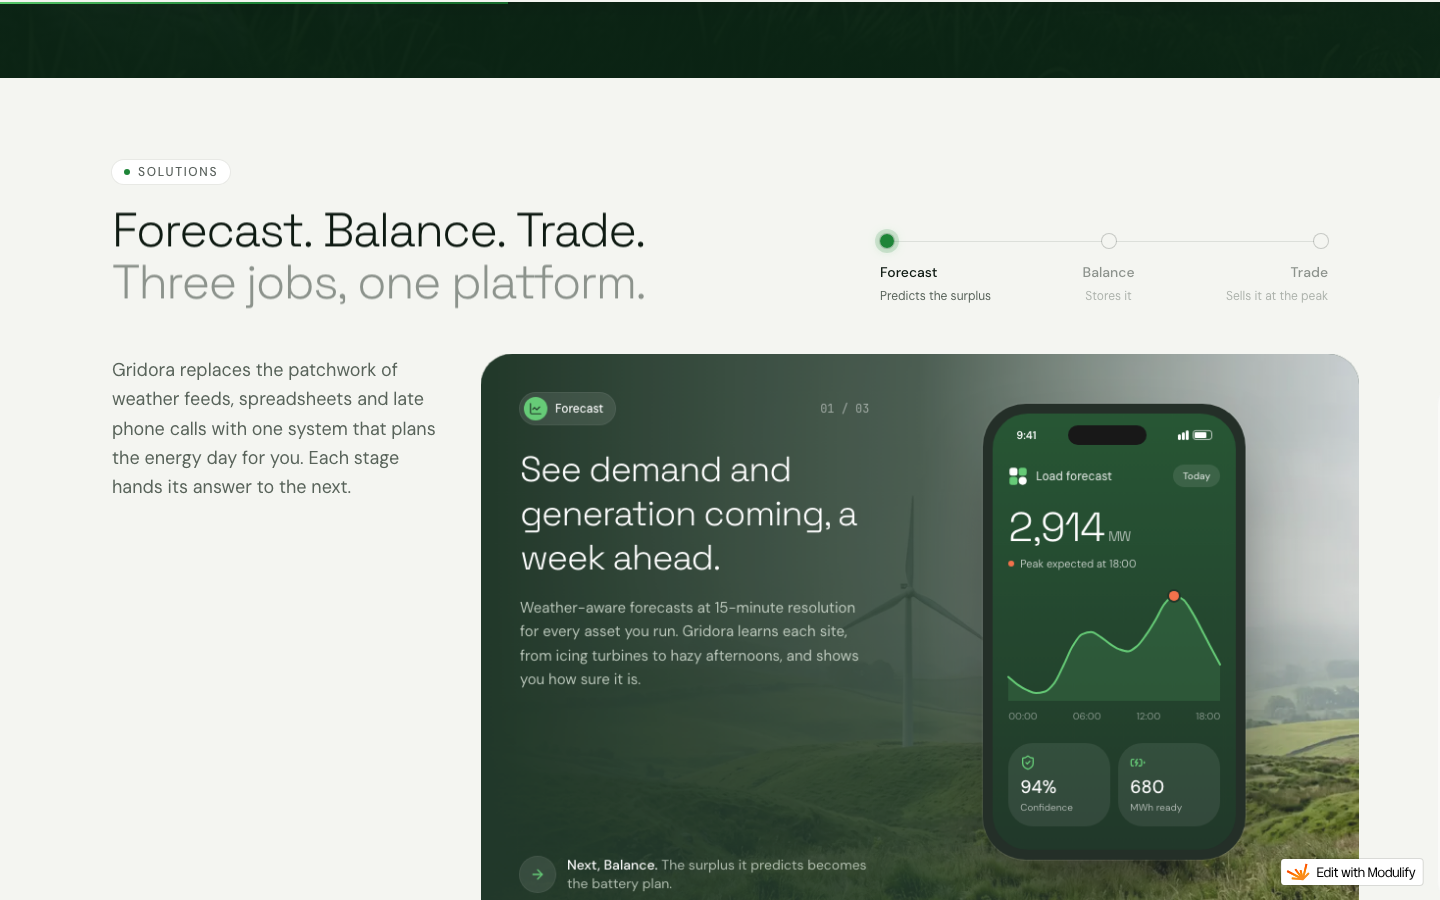 SOLUTIONS
Forecast. Balance. Trade.
Three jobs, one platform.
Forecast
Predicts the surplus
Balance
Stores it
Trade
Sells it at the peak
Gridora replaces the patchwork of
weather feeds, spreadsheets and late
phone calls with one system that plans
the energy day for you. Each stage
hands its answer to the next.
Forecast
01 / 03
See demand and
generation coming, a
week ahead.
Weather-aware forecasts at 15-minute resolution
for every asset you run. Gridora learns each site,
from icing turbines to hazy afternoons, and shows
you how sure it is.
Next, Balance. The surplus it predicts becomes
the battery plan.
9:41
Load forecast
Today
2,914 MW
Peak expected at 18:00
00:00 06:00 12:00 18:00
94%
Confidence
680
MWh ready
Edit with Modulify